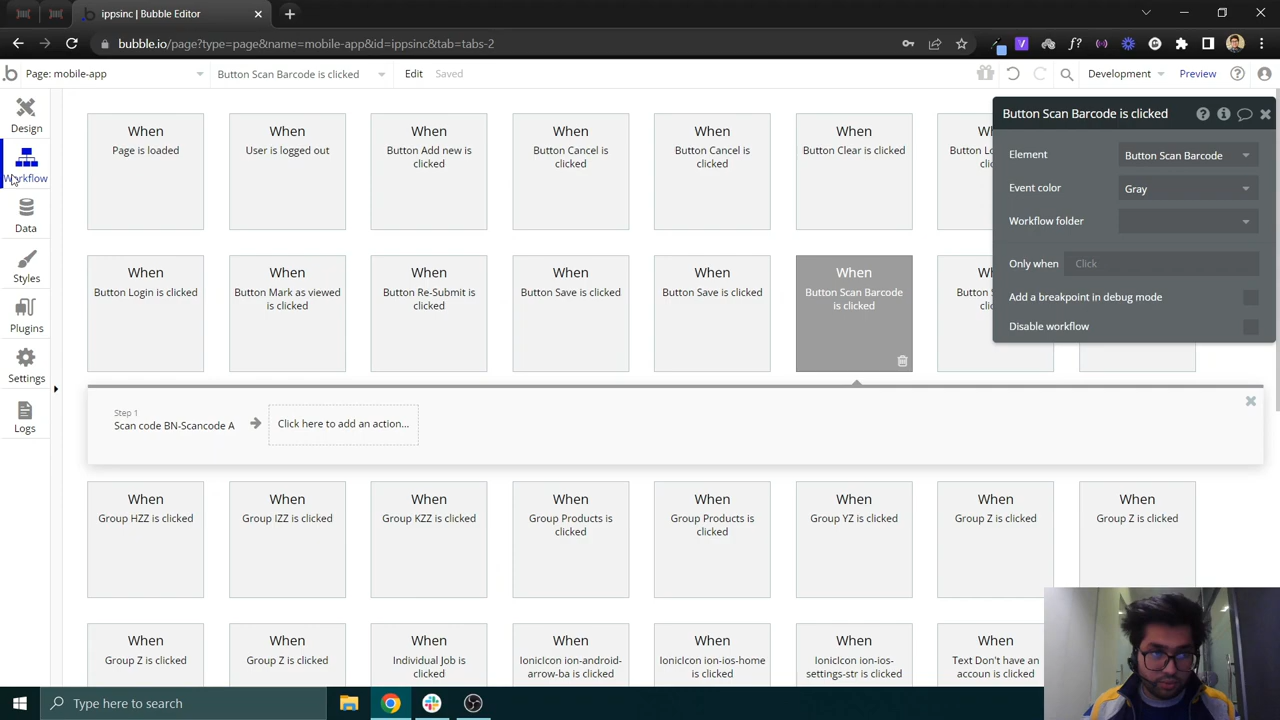 ippsinc | Bubble Editor
bubble.io/page?type=page&name=mobile-app&id=ippsinc&tab=tabs-2
Page: mobile-app
Button Scan Barcode is clicked
Edit
Saved
Development
Preview
Design
Workflow
Data
Styles
Plugins
Settings
Logs
When
Page is loaded
When
User is logged out
When
Button Add new is
clicked
When
Button Cancel is
clicked
When
Button Cancel is
clicked
When
Button Clear is clicked
When
Button Scan Barcode is clicked
Element
Button Scan Barcode
Event color
Gray
Workflow folder
Only when
Click
Add a breakpoint in debug mode
Disable workflow
When
Button Login is clicked
When
Button Mark as viewed
is clicked
When
Button Re-Submit is
clicked
When
Button Save is clicked
When
Button Save is clicked
When
Button Scan Barcode
is clicked
Step 1
Scan code BN-Scancode A
Click here to add an action...
When
Group HZZ is clicked
When
Group IZZ is clicked
When
Group KZZ is clicked
When
Group Products is
clicked
When
Group Products is
clicked
When
Group YZ is clicked
When
Group Z is clicked
When
Group Z is clicked
When
Group Z is clicked
When
Group Z is clicked
When
Individual Job is
clicked
When
IonicIcon ion-android-
arrow-ba is clicked
When
IonicIcon ion-ios-home
is clicked
When
IonicIcon ion-ios-
settings-str is clicked
When
Text Don't have an
accoun is clicked
Type here to search